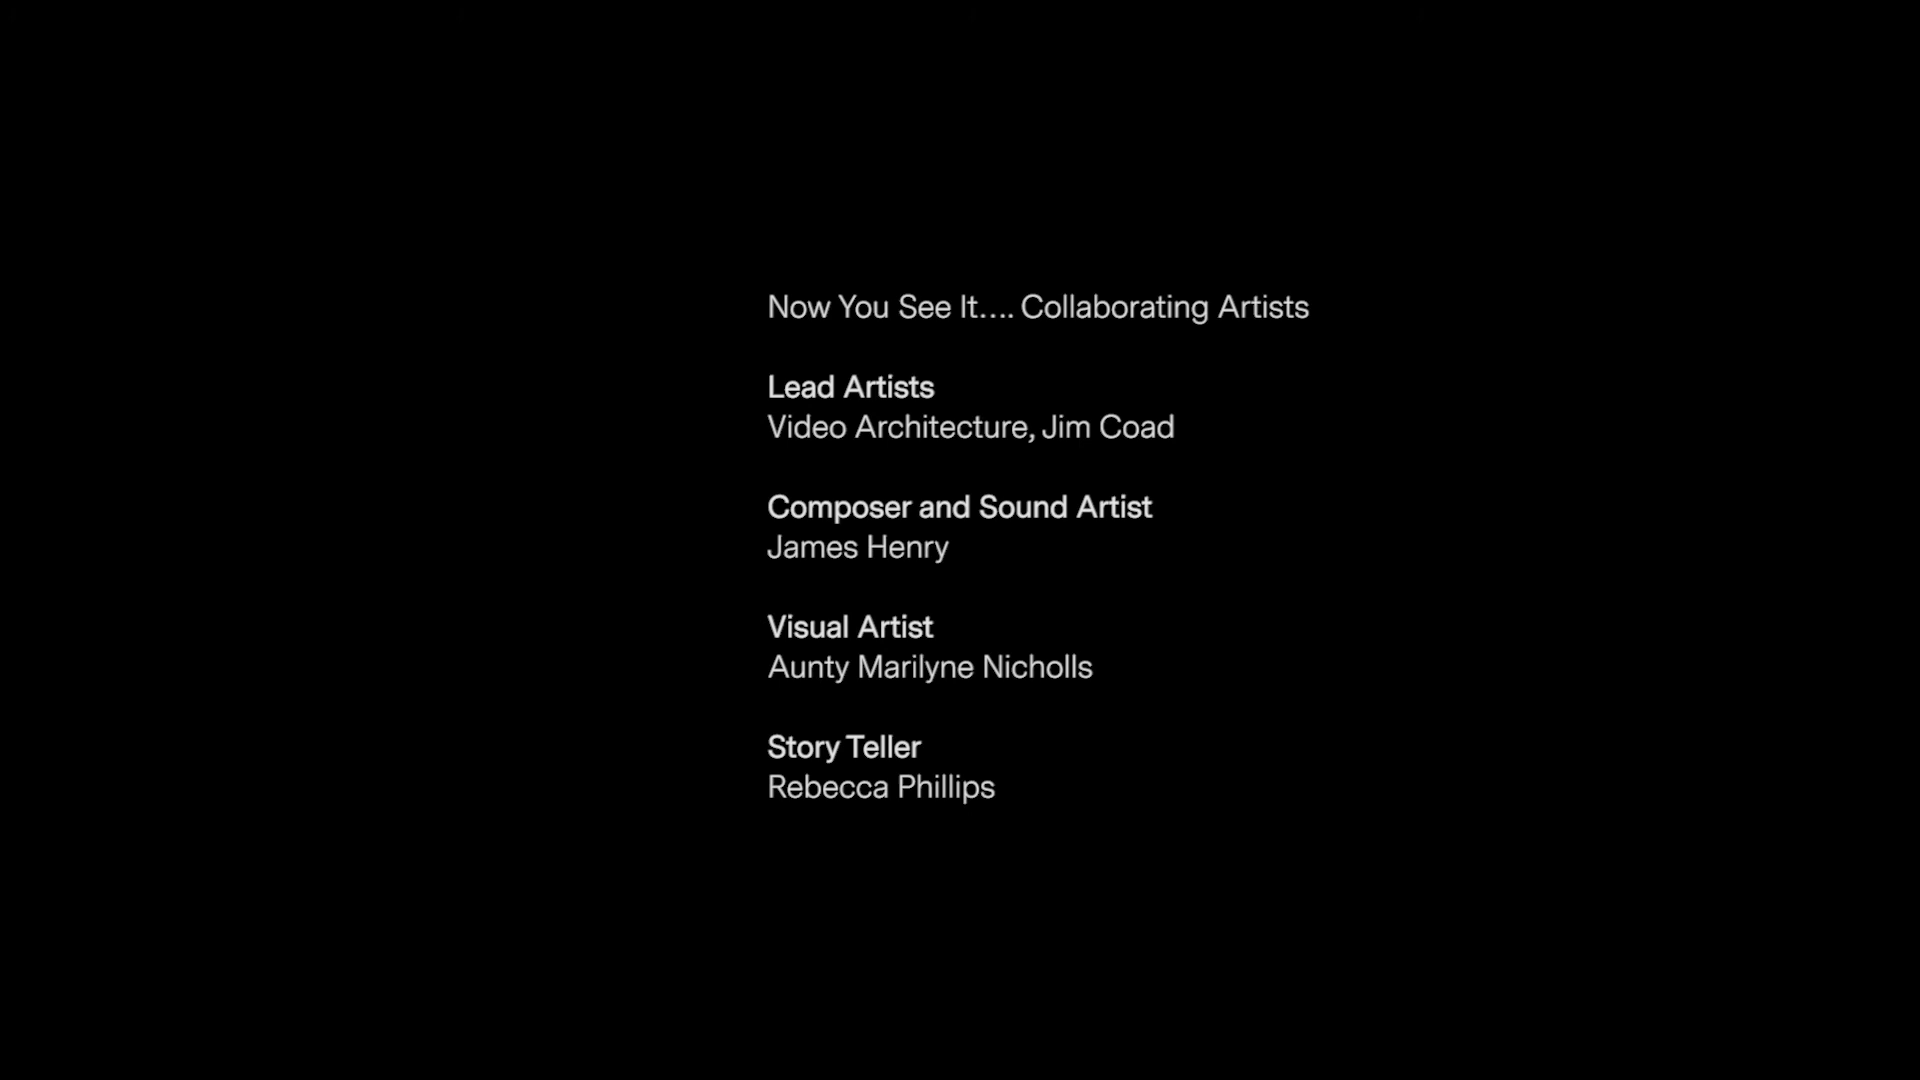 Now You See It.... Collaborating Artists
Lead Artists
Video Architecture, Jim Coad
Composer and Sound Artist
James Henry
Visual Artist
Aunty Marilyne Nicholls
Story Teller
Rebecca Phillips